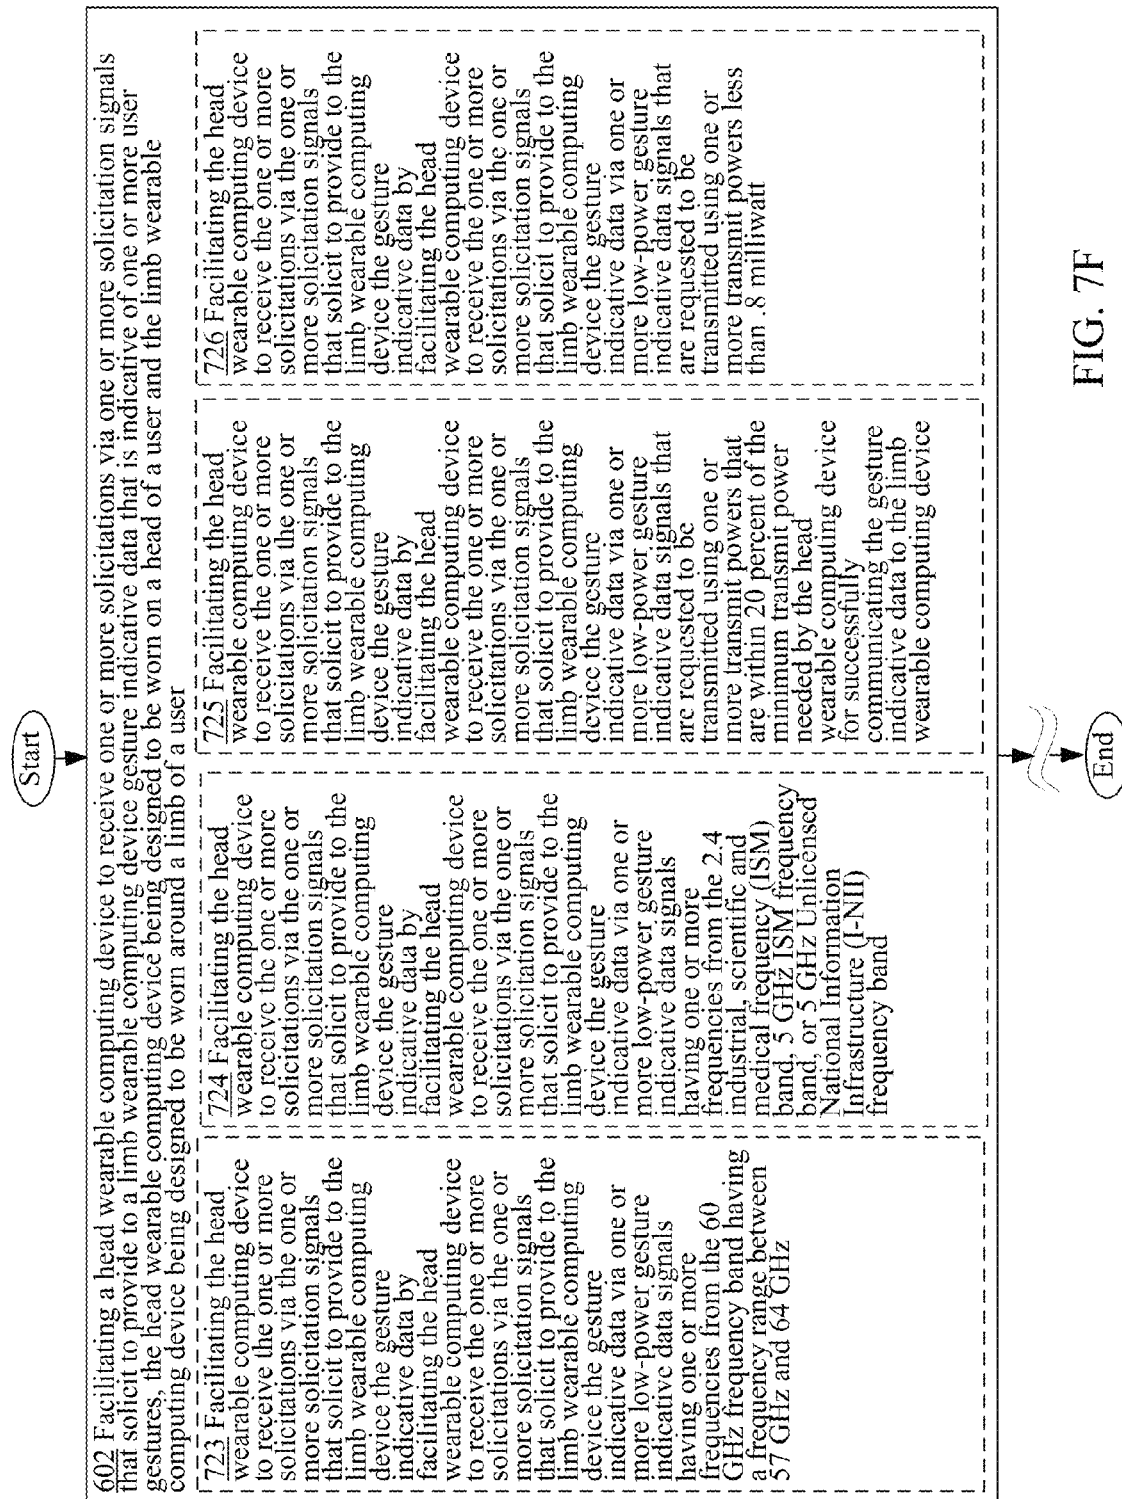 Start
602 Facilitating a head wearable computing device to receive one or more solicitations via one or more solicitation signals
that solicit to provide to a limb wearable computing device gesture indicative data that is indicative of one or more user
gestures, the head wearable computing device being designed to be worn on a head of a user and the limb wearable
computing device being designed to be worn around a limb of a user
723 Facilitating the head
wearable computing device
to receive the one or more
solicitations via the one or
more solicitation signals
that solicit to provide to the
limb wearable computing
device the gesture
indicative data by
facilitating the head
wearable computing device
to receive the one or more
solicitations via the one or
more solicitation signals
that solicit to provide to the
limb wearable computing
device the gesture
indicative data via one or
more low-power gesture
indicative data signals
having one or more
frequencies from the 60
GHz frequency band having
a frequency range between
57 GHz and 64 GHz
724 Facilitating the head
wearable computing device
to receive the one or more
solicitations via the one or
more solicitation signals
that solicit to provide to the
limb wearable computing
device the gesture
indicative data by
facilitating the head
wearable computing device
to receive the one or more
solicitations via the one or
more solicitation signals
that solicit to provide to the
limb wearable computing
device the gesture
indicative data via one or
more low-power gesture
indicative data signals
having one or more
frequencies from the 2.4
industrial, scientific and
medical frequency (ISM)
band, 5 GHz ISM frequency
band, or 5 GHz Unlicensed
National Information
Infrastructure (I-NII)
frequency band
725 Facilitating the head
wearable computing device
to receive the one or more
solicitations via the one or
more solicitation signals
that solicit to provide to the
limb wearable computing
device the gesture
indicative data by
facilitating the head
wearable computing device
to receive the one or more
solicitations via the one or
more solicitation signals
that solicit to provide to the
limb wearable computing
device the gesture
indicative data via one or
more low-power gesture
indicative data signals that
are requested to be
transmitted using one or
more transmit powers that
are within 20 percent of the
minimum transmit power
needed by the head
wearable computing device
for successfully
communicating the gesture
indicative data to the limb
wearable computing device
726 Facilitating the head
wearable computing device
to receive the one or more
solicitations via the one or
more solicitation signals
that solicit to provide to the
limb wearable computing
device the gesture
indicative data by
facilitating the head
wearable computing device
to receive the one or more
solicitations via the one or
more solicitation signals
that solicit to provide to the
limb wearable computing
device the gesture
indicative data via one or
more low-power gesture
indicative data signals that
are requested to be
transmitted using one or
more transmit powers less
than .8 milliwatt
End
FIG. 7F